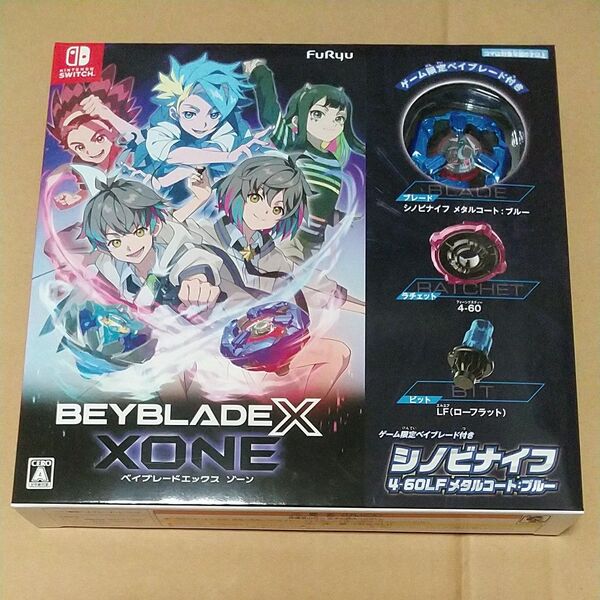 NINTENDO
SWITCH
FuRyu
ゲーム限定ベイブレード付き
BLADE
ブレード
シノビナイフ メタルコート:ブルー
RATCHET
ラチェット
4-60
BIT
ビット
LF(ローフラット)
BEYBLADE X
XONE
ベイブレードエックス ゾーン
CERO
A
ゲーム限定ベイブレード付き
シノビナイフ
4-60LF メタルコート:ブルー